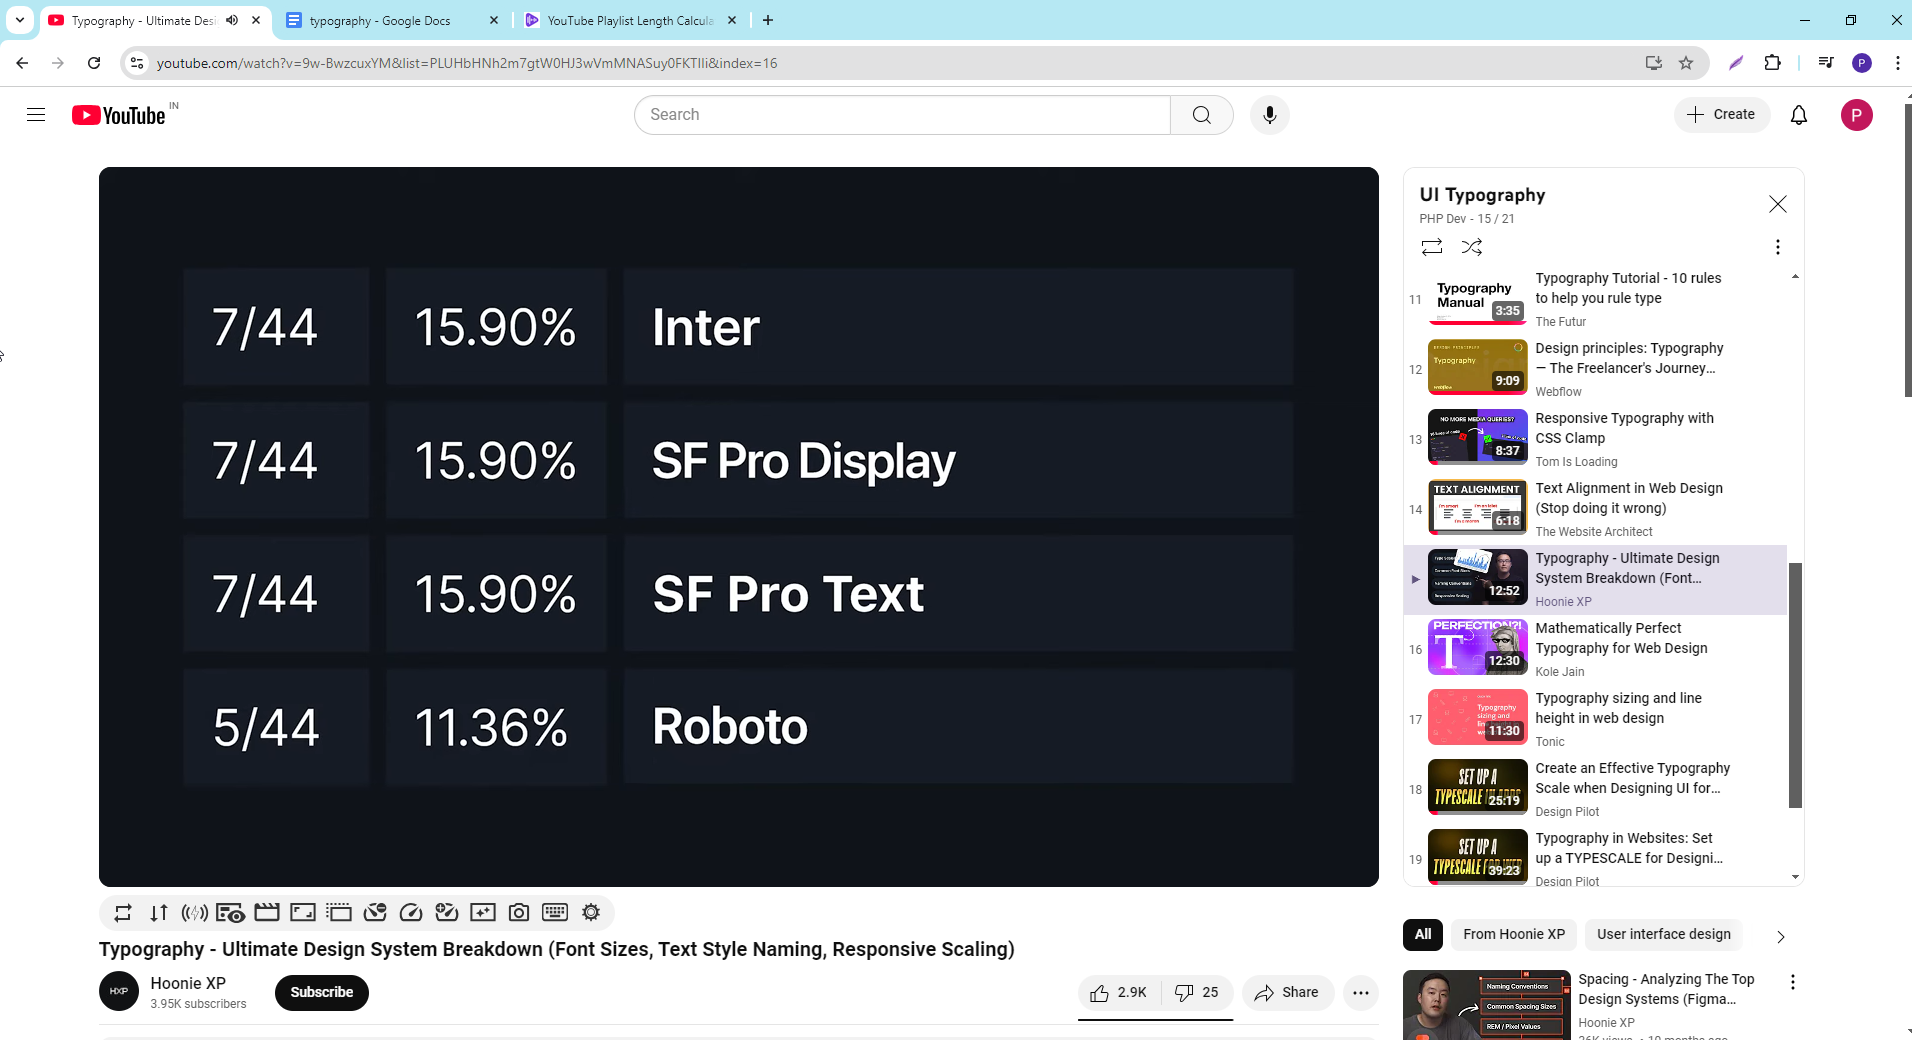 Typography - Ultimate Desi
typography - Google Docs
YouTube Playlist Length Calcula
youtube.com/watch?v=9w-BwzcuxYM&list=PLUHbHNh2m7gtW0HJ3wVmMNASuy0FKTIIi&index=16
P
YouTube IN
Search
Create
P
7/44 15.90% Inter
7/44 15.90% SF Pro Display
7/44 15.90% SF Pro Text
5/44 11.36% Roboto
Typography - Ultimate Design System Breakdown (Font Sizes, Text Style Naming, Responsive Scaling)
HXP
Hoonie XP
3.95K subscribers
Subscribe
2.9K
25
Share
UI Typography
PHP Dev - 15 / 21
11
Typography
Manual
3:35
Typography Tutorial - 10 rules
to help you rule type
The Futur
12
Typography
9:09
Design principles: Typography
– The Freelancer's Journey...
Webflow
13
NO MORE MEDIA QUERIES?
8:37
Responsive Typography with
CSS Clamp
Tom Is Loading
14
TEXT ALIGNMENT
6:18
Text Alignment in Web Design
(Stop doing it wrong)
The Website Architect
12:52
Typography - Ultimate Design
System Breakdown (Font...
Hoonie XP
16
PERFECTION?!
T
12:30
Mathematically Perfect
Typography for Web Design
Kole Jain
17
Typography
11:30
Typography sizing and line
height in web design
Tonic
18
SET UP A
TYPESCALE
25:19
Create an Effective Typography
Scale when Designing UI for...
Design Pilot
19
SET UP A
TYPESCALE
39:23
Typography in Websites: Set
up a TYPESCALE for Designi...
Design Pilot
All
From Hoonie XP
User interface design
Naming Conventions
Common Spacing Sizes
REM / Pixel Values
Spacing - Analyzing The Top
Design Systems (Figma...
Hoonie XP